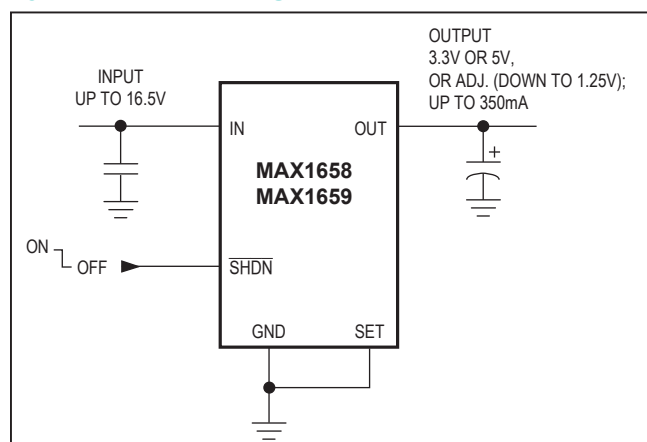 OUTPUT
3.3V OR 5V,
OR ADJ. (DOWN TO 1.25V);
UP TO 350mA
INPUT
UP TO 16.5V
IN
OUT
MAX1658
MAX1659
+
ON
OFF
SHDN
GND
SET